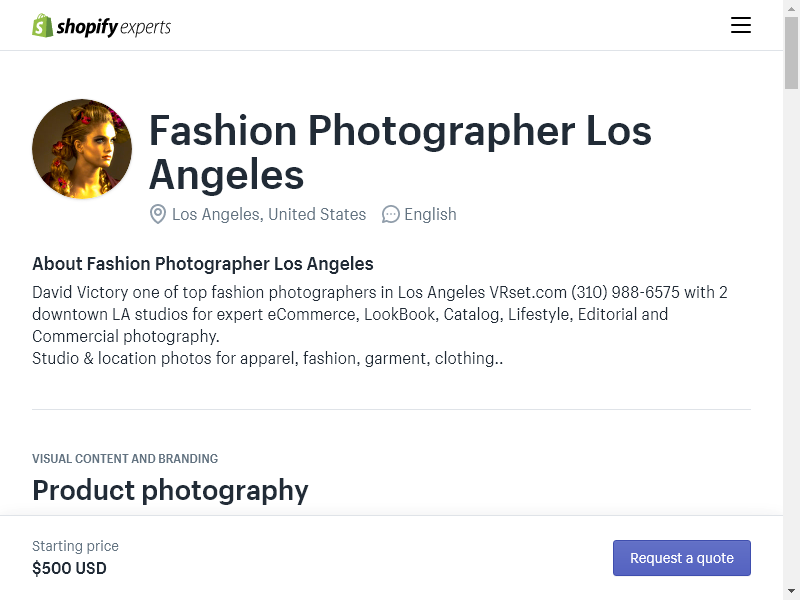 shopify experts
Fashion Photographer Los
Angeles
Los Angeles, United States English
About Fashion Photographer Los Angeles
David Victory one of top fashion photographers in Los Angeles VRset.com (310) 988-6575 with 2
downtown LA studios for expert eCommerce, LookBook, Catalog, Lifestyle, Editorial and
Commercial photography.
Studio & location photos for apparel, fashion, garment, clothing..
VISUAL CONTENT AND BRANDING
Product photography
Starting price
$500 USD
Request a quote